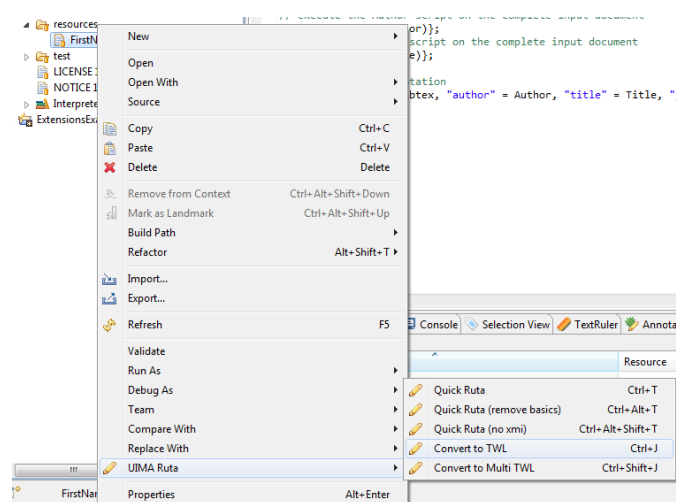 resources
FirstNa
test
LICENSE
NOTICE
Interprete
ExtensionsExa
// execute the Author script on the complete input document
or)};
script on the complete input document
e)};
tation
btex, "author" = Author, "title" = Title, "
New
Open
Open With
Source
Copy Ctrl+C
Paste Ctrl+V
Delete Delete
Remove from Context Ctrl+Alt+Shift+Down
Mark as Landmark Ctrl+Alt+Shift+Up
Build Path
Refactor Alt+Shift+T
Import...
Export...
Refresh F5
Validate
Run As
Debug As
Team
Compare With
Replace With
UIMA Ruta
Properties Alt+Enter
Console Selection View TextRuler Annota
Resource
Quick Ruta Ctrl+T
Quick Ruta (remove basics) Ctrl+Alt+T
Quick Ruta (no xmi) Ctrl+Alt+Shift+T
Convert to TWL Ctrl+J
Convert to Multi TWL Ctrl+Shift+J
FirstNar